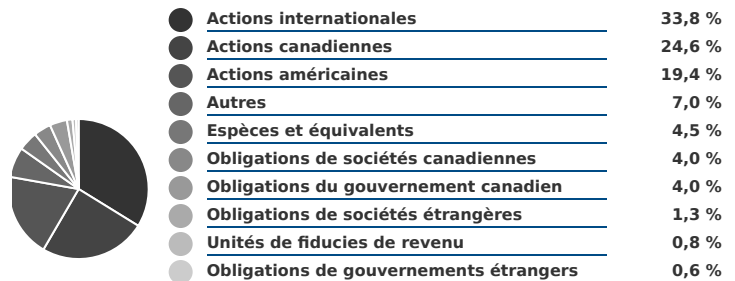 Actions internationales 33,8 %
Actions canadiennes 24,6 %
Actions américaines 19,4 %
Autres 7,0 %
Espèces et équivalents 4,5 %
Obligations de sociétés canadiennes 4,0 %
Obligations du gouvernement canadien 4,0 %
Obligations de sociétés étrangères 1,3 %
Unités de fiducies de revenu 0,8 %
Obligations de gouvernements étrangers 0,6 %